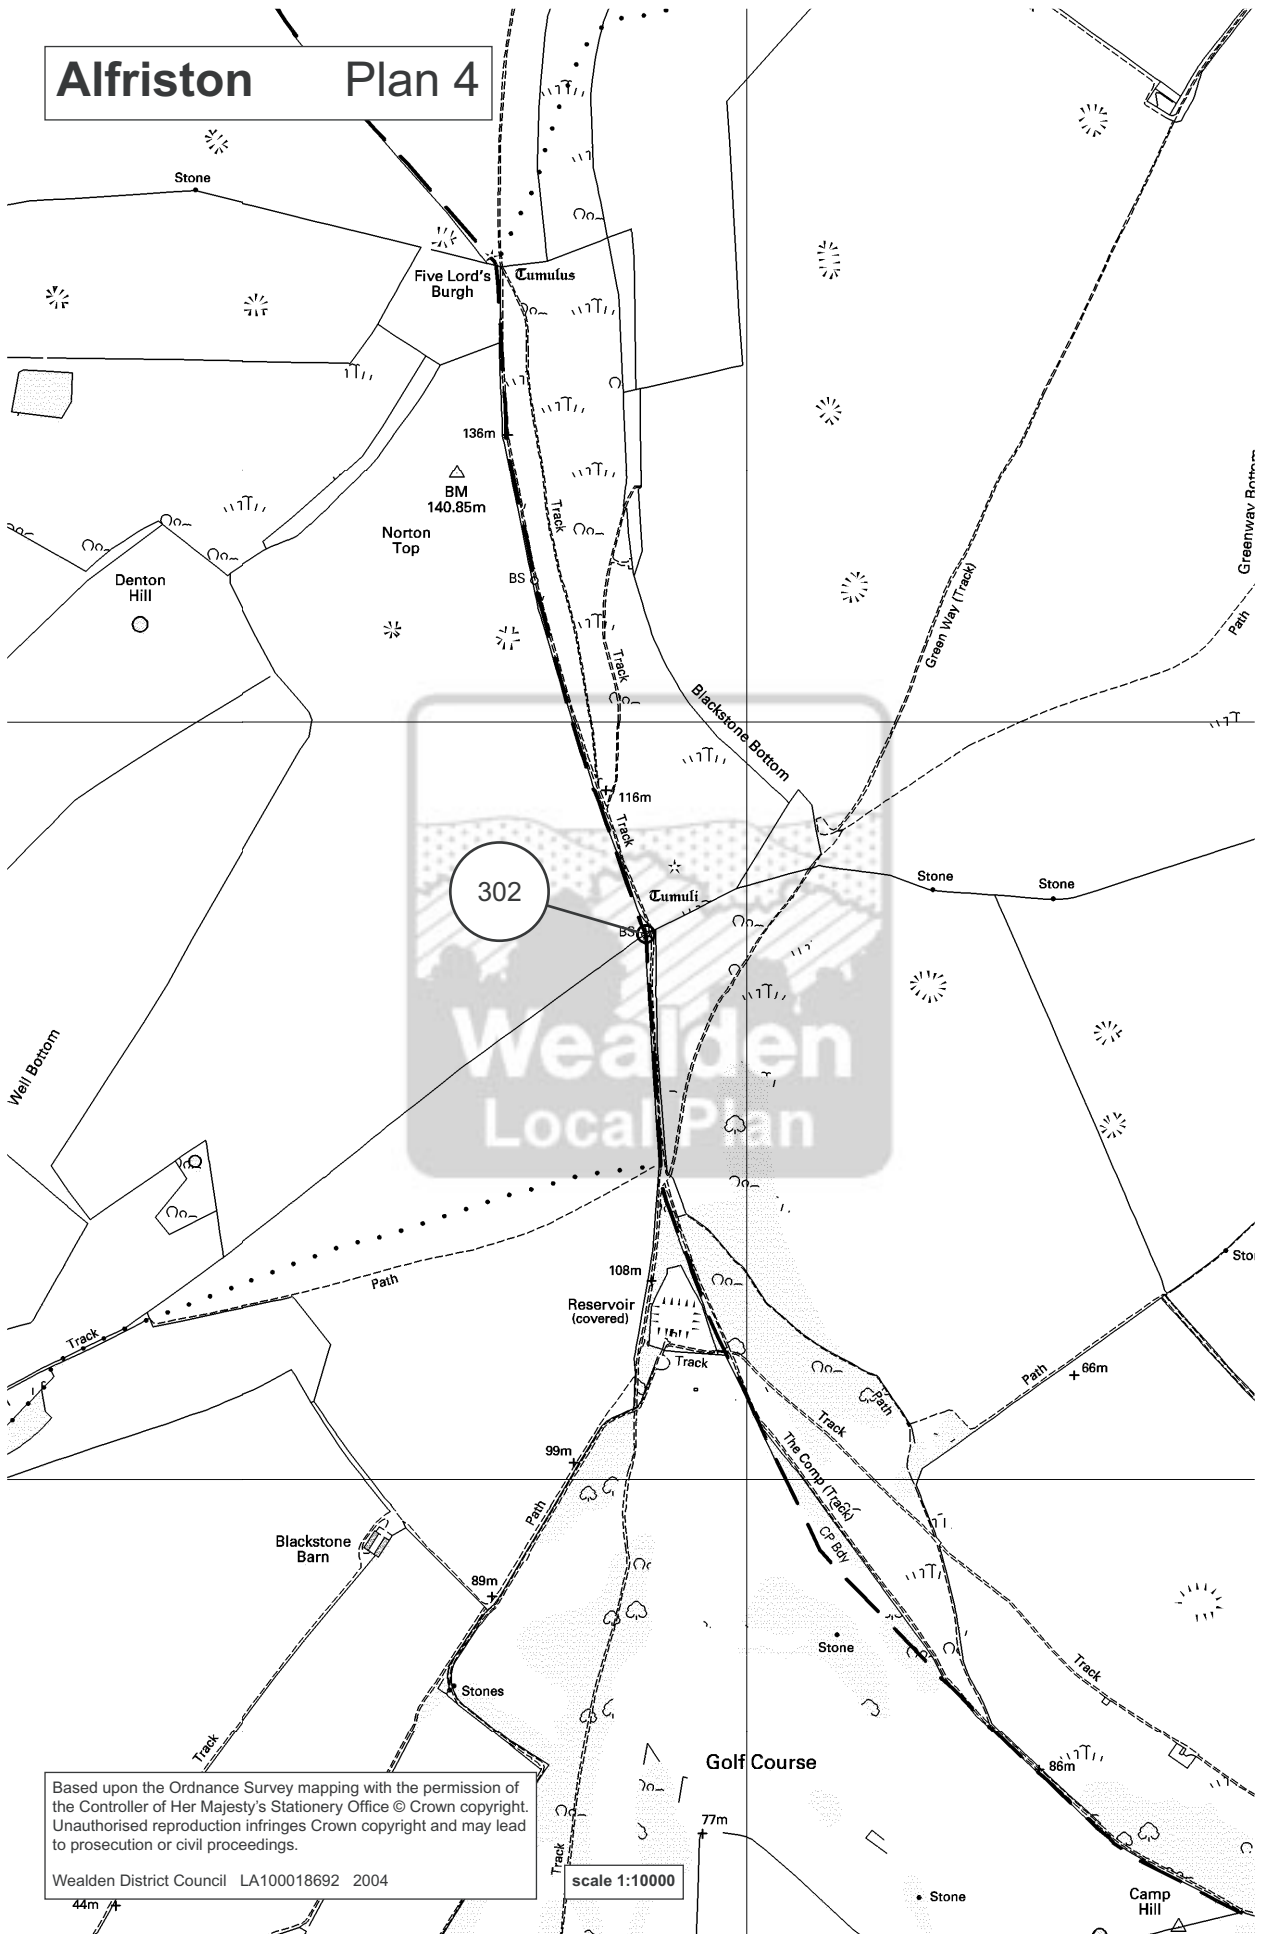 Alfriston Plan 4
Stone
Five Lord's
Burgh
Tumulus
136m
BM
140.85m
Track
Norton
Top
BS
Denton
Hill
Greenway Bottom
Green Way (Track)
Path
Track
Blackstone Bottom
116m
Track
302
Tumuli
BS
Stone
Stone
Wealden
Local Plan
Well Bottom
Path
108m
Reservoir
(covered)
Track
Track
Path
66m
Path
Track
The Comp (Track)
CP Bdy
99m
Path
Blackstone
Barn
89m
Stone
Stones
Track
Track
Golf Course
86m
77m
Based upon the Ordnance Survey mapping with the permission of
the Controller of Her Majesty's Stationery Office © Crown copyright.
Unauthorised reproduction infringes Crown copyright and may lead
to prosecution or civil proceedings.
Wealden District Council LA100018692 2004
Track
scale 1:10000
44m
Stone
Camp
Hill